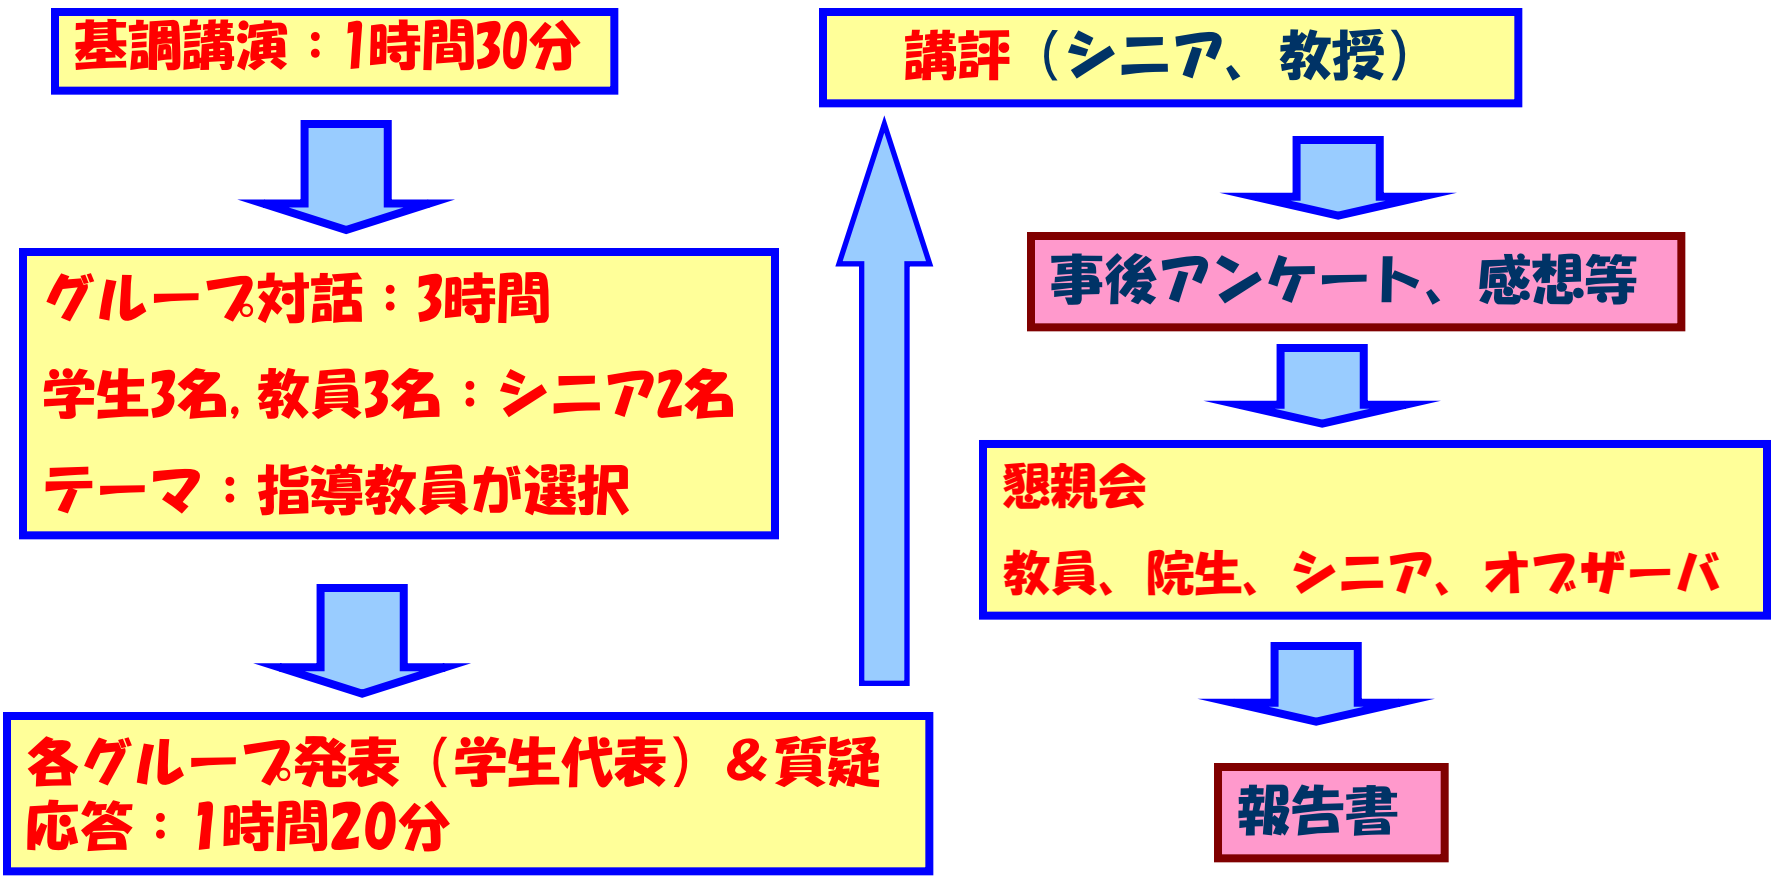 基調講演：1時間30分
グループ対話：3時間
学生3名,教員3名：シニア2名
テーマ：指導教員が選択
各グループ発表（学生代表）＆質疑
応答：1時間20分
講評（シニア、教授）
事後アンケート、感想等
懇親会
教員、院生、シニア、オブザーバ
報告書